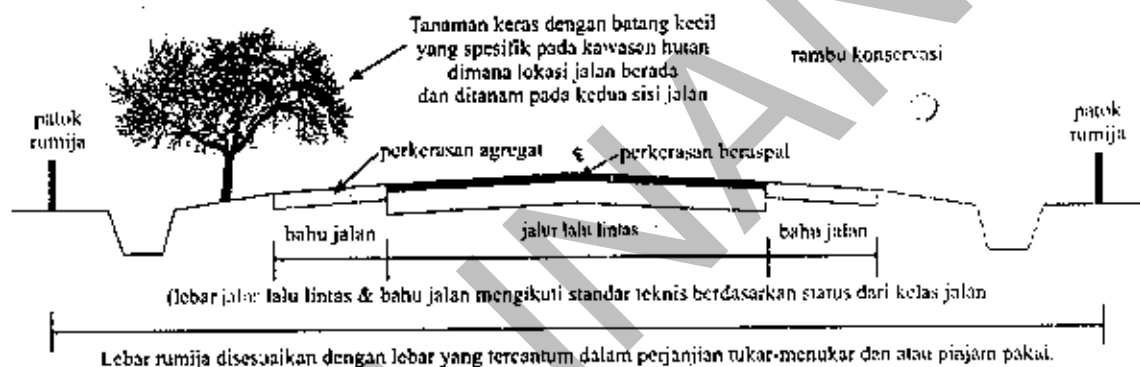 Tanaman keras dengan batang kecil
yang spesifik pada kawasan hutan
dimana lokasi jalan berada
dan ditanam pada kedua sisi jalan
rambu konservasi
patok
rumija
patok
rumija
perkerasan agregat
perkerasan beraspal
bahu jalan
jalur lalu lintas
bahu jalan
(lebar jalur lalu lintas & bahu jalan mengikuti standar teknis berdasarkan status dari kelas jalan
Lebar rumija disesuaikan dengan lebar yang tercantum dalam perjanjian tukar-menukar dan atau pinjam pakai.